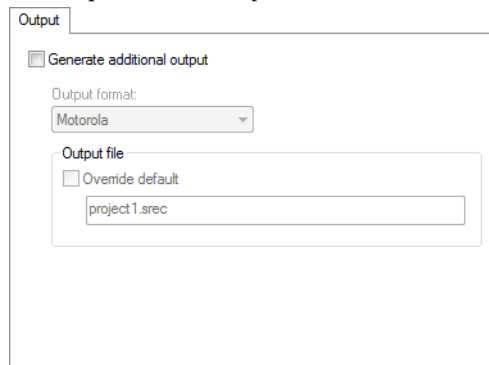 Output
Generate additional output
Output format:
Motorola
Output file
Override default
project1.srec